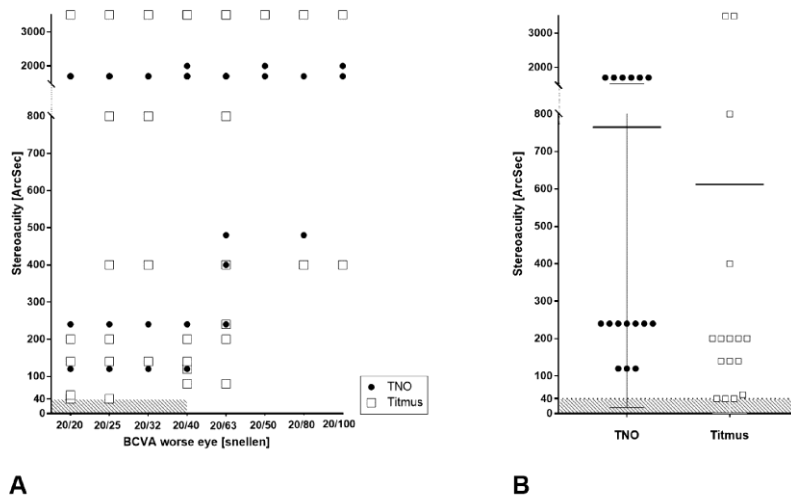 3000
2000
800
700
600
500
400
300
200
100
40
0
Stereoacuity [ArcSec]
20/20 20/25 20/32 20/40 20/63 20/50 20/80 20/100
BCVA worse eye [snellen]
TNO
Titmus
A
3000
2000
800
700
600
500
400
300
200
100
40
0
Stereoacuity [ArcSec]
TNO Titmus
B